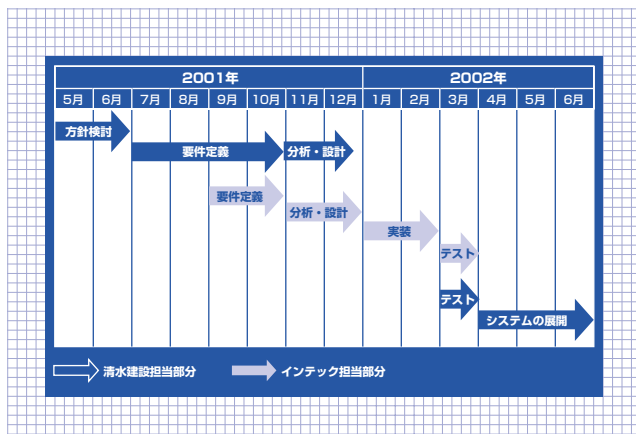 2001年 2002年
5月 6月 7月 8月 9月 10月 11月 12月 1月 2月 3月 4月 5月 6月
方針検討
要件定義 分析・設計
要件定義
分析・設計
実装
テスト
テスト
システムの展開
清水建設担当部分 インテック担当部分